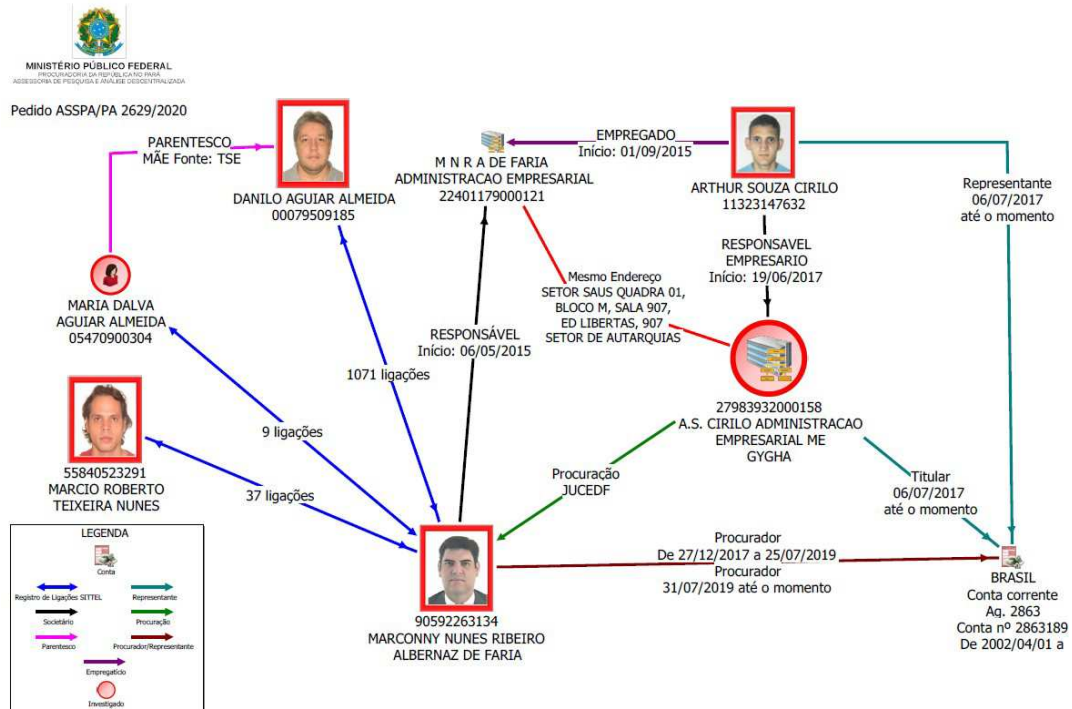 MINISTÉRIO PÚBLICO FEDERAL
PROCURADORIA DA REPÚBLICA NO PARÁ
ASSESSORIA DE PESQUISA E ANÁLISE DESCENTRALIZADA
Pedido ASSPA/PA 2629/2020
PARENTESCO
MÃE Fonte: TSE
DANILO AGUIAR ALMEIDA
00079509185
EMPREGADO
Início: 01/09/2015
M N R A DE FARIA
ADMINISTRACAO EMPRESARIAL
22401179000121
ARTHUR SOUZA CIRILO
11323147632
Representante
06/07/2017
até o momento
RESPONSAVEL
EMPRESARIO
Início: 19/06/2017
Mesmo Endereço
SETOR SAUS QUADRA 01,
BLOCO M, SALA 907,
ED LIBERTAS, 907
SETOR DE AUTARQUIAS
MARIA DALVA
AGUIAR ALMEIDA
05470900304
RESPONSÁVEL
Início: 06/05/2015
1071 ligações
9 ligações
27983932000158
A.S. CIRILO ADMINISTRACAO
EMPRESARIAL ME
GYGHA
55840523291
MARCIO ROBERTO
TEIXEIRA NUNES
37 ligações
Procuração
JUCEDF
Titular
06/07/2017
até o momento
Procurador
De 27/12/2017 a 25/07/2019
Procurador
31/07/2019 até o momento
90592263134
MARCONNY NUNES RIBEIRO
ALBERNAZ DE FARIA
BRASIL
Conta corrente
Ag. 2863
Conta nº 2863189
De 2002/04/01 a
LEGENDA
Conta
Registro de Ligações SITTEL
Representante
Societário
Procuração
Parentesco
Procurador/Representante
Empregatício
Investigado